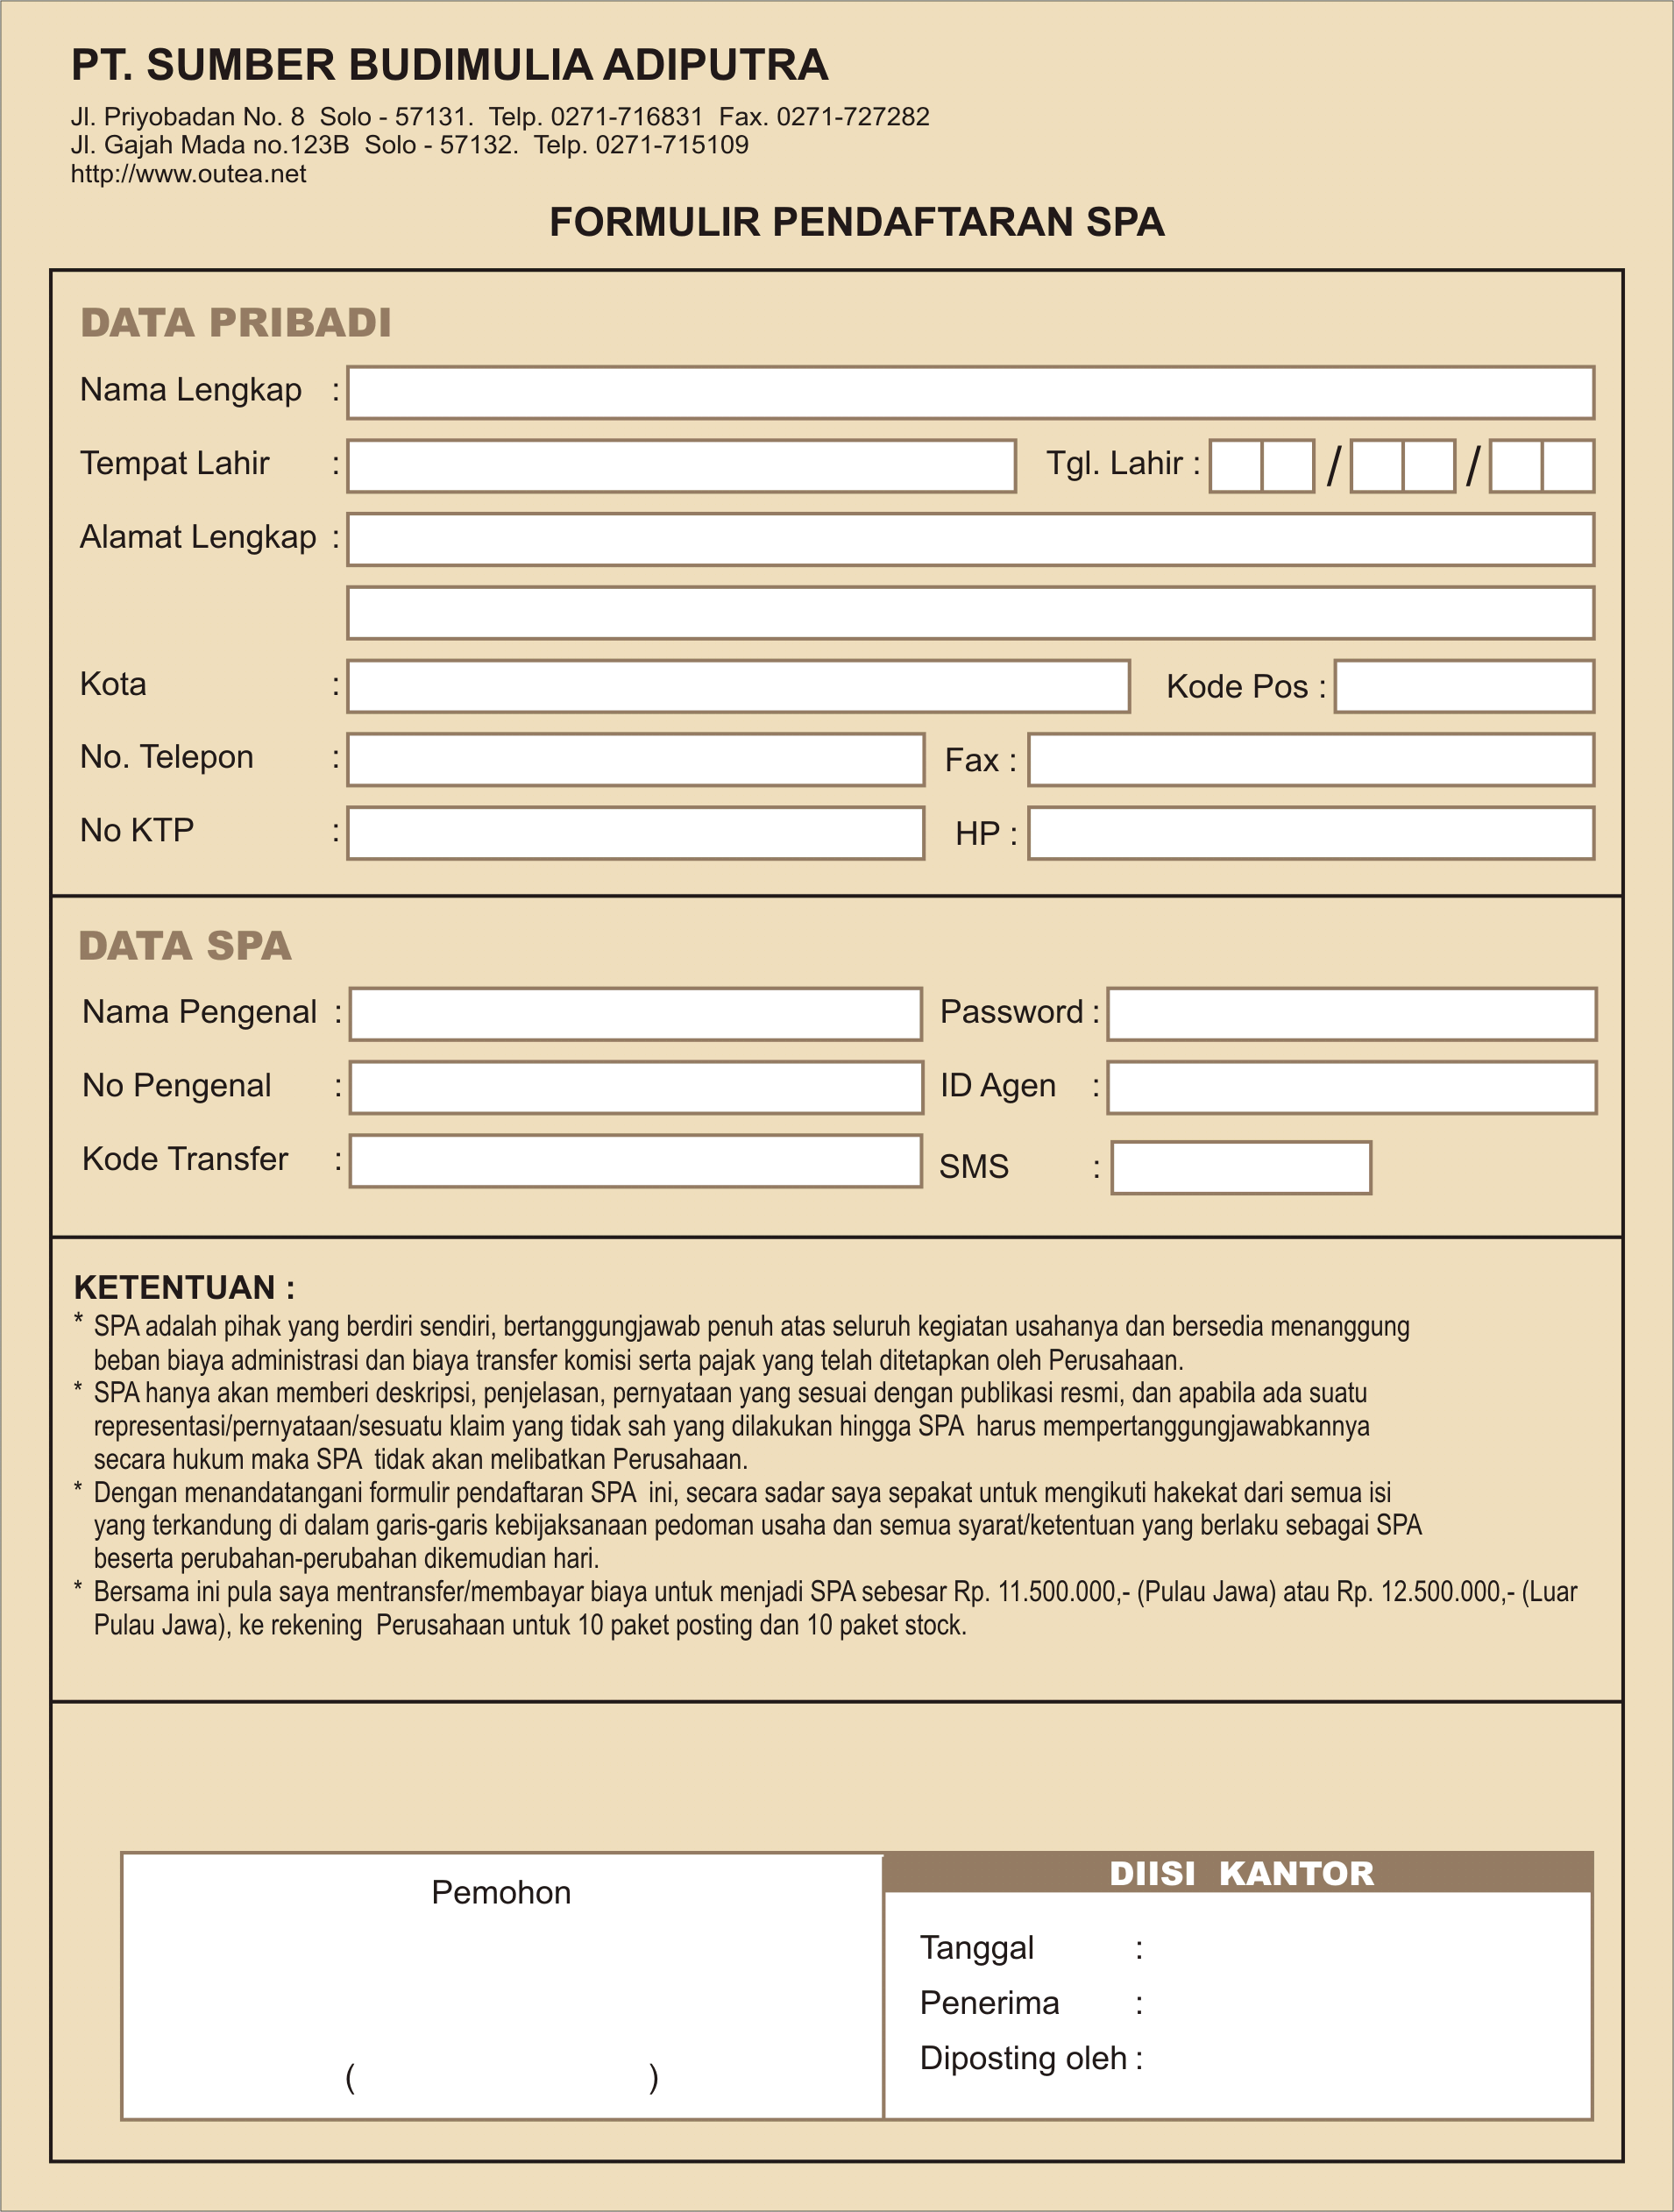 PT. SUMBER BUDIMULIA ADIPUTRA
Jl. Priyobadan No. 8  Solo - 57131.  Telp. 0271-716831  Fax. 0271-727282
Jl. Gajah Mada no.123B  Solo - 57132.  Telp. 0271-715109
http://www.outea.net
FORMULIR PENDAFTARAN SPA
DATA PRIBADI
Nama Lengkap :
Tempat Lahir : Tgl. Lahir : / /
Alamat Lengkap :
Kota : Kode Pos :
No. Telepon : Fax :
No KTP : HP :
DATA SPA
Nama Pengenal : Password :
No Pengenal : ID Agen :
Kode Transfer : SMS :
KETENTUAN :
* SPA adalah pihak yang berdiri sendiri, bertanggungjawab penuh atas seluruh kegiatan usahanya dan bersedia menanggung
beban biaya administrasi dan biaya transfer komisi serta pajak yang telah ditetapkan oleh Perusahaan.
* SPA hanya akan memberi deskripsi, penjelasan, pernyataan yang sesuai dengan publikasi resmi, dan apabila ada suatu
representasi/pernyataan/sesuatu klaim yang tidak sah yang dilakukan hingga SPA  harus mempertanggungjawabkannya
secara hukum maka SPA  tidak akan melibatkan Perusahaan.
* Dengan menandatangani formulir pendaftaran SPA  ini, secara sadar saya sepakat untuk mengikuti hakekat dari semua isi
yang terkandung di dalam garis-garis kebijaksanaan pedoman usaha dan semua syarat/ketentuan yang berlaku sebagai SPA
beserta perubahan-perubahan dikemudian hari.
* Bersama ini pula saya mentransfer/membayar biaya untuk menjadi SPA sebesar Rp. 11.500.000,- (Pulau Jawa) atau Rp. 12.500.000,- (Luar
Pulau Jawa), ke rekening  Perusahaan untuk 10 paket posting dan 10 paket stock.
Pemohon
( )
DIISI  KANTOR
Tanggal :
Penerima :
Diposting oleh :